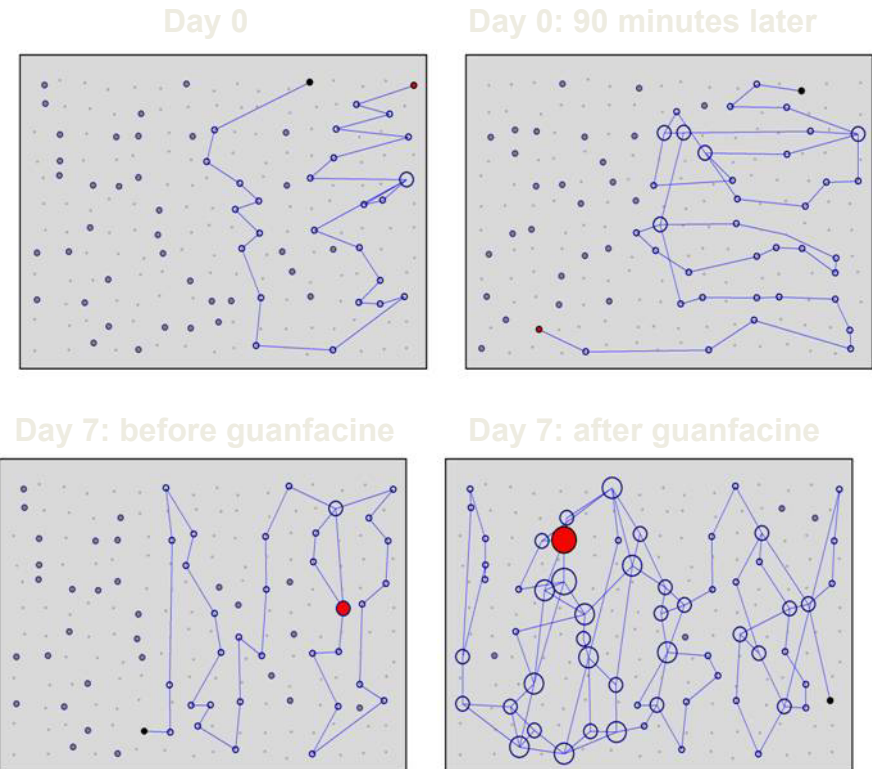 Day 0
Day 0: 90 minutes later
Day 7: before guanfacine
Day 7: after guanfacine